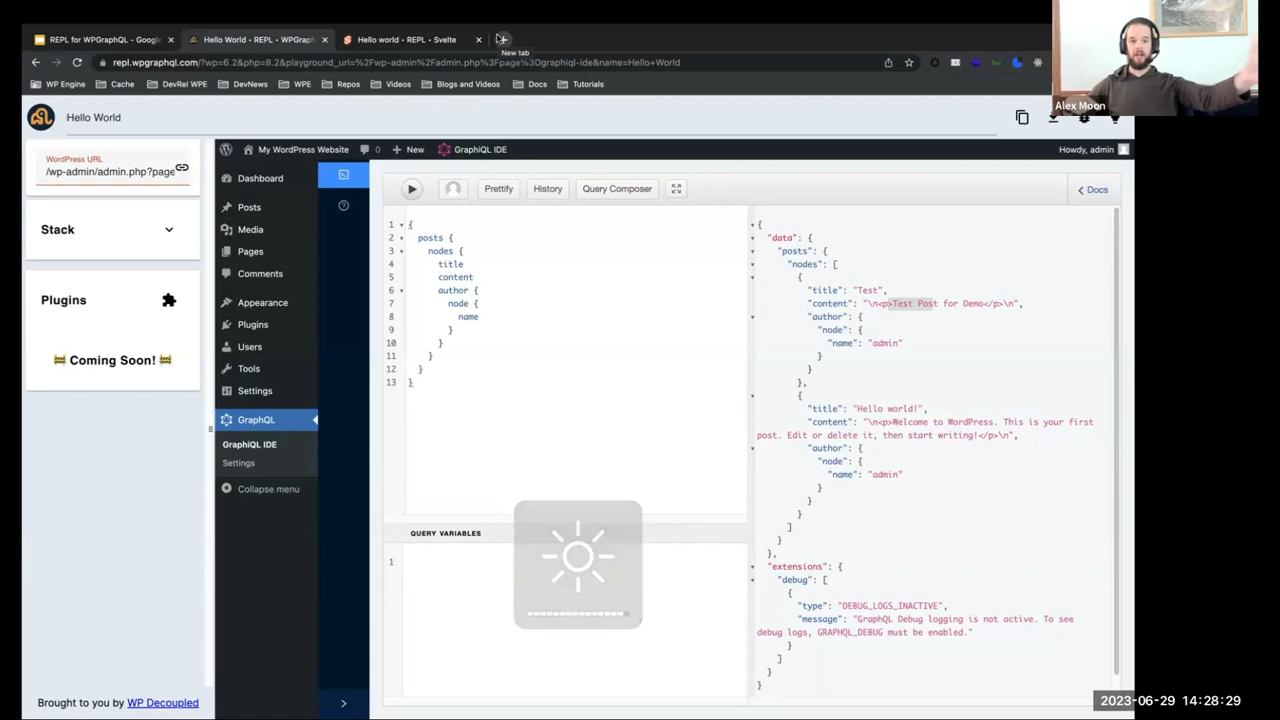 REPL for WPGraphQL - Google
Hello World • REPL • WPGraph
Hello world • REPL • Svelte
New tab
repl.wpgraphql.com/?wp=6.2&php=8.2&playground_url=%2Fwp-admin%2Fadmin.php%3Fpage%3Dgraphiql-ide&name=Hello+World
WP Engine
Cache
DevRel WPE
DevNews
WPE
Repos
Videos
Blogs and Videos
Docs
Tutorials
Alex Moon
Hello World
WordPress URL
/wp-admin/admin.php?page
Stack
Plugins
🚧 Coming Soon! 🚧
Brought to you by WP Decoupled
My WordPress Website
0
+ New
GraphiQL IDE
Howdy, admin
Dashboard
Posts
Media
Pages
Comments
Appearance
Plugins
Users
Tools
Settings
GraphQL
GraphiQL IDE
Settings
Collapse menu
Prettify
History
Query Composer
Docs
1 {
2 posts {
3 nodes {
4 title
5 content
6 author {
7 node {
8 name
9 }
10 }
11 }
12 }
13 }
QUERY VARIABLES
1
{
"data": {
"posts": {
"nodes": [
{
"title": "Test",
"content": "\n<p>Test Post for Demo</p>\n",
"author": {
"node": {
"name": "admin"
}
}
},
{
"title": "Hello world!",
"content": "\n<p>Welcome to WordPress. This is your first
post. Edit or delete it, then start writing!</p>\n",
"author": {
"node": {
"name": "admin"
}
}
}
]
}
},
"extensions": {
"debug": [
{
"type": "DEBUG_LOGS_INACTIVE",
"message": "GraphQL Debug logging is not active. To see
debug logs, GRAPHQL_DEBUG must be enabled."
}
]
}
}
2023-06-29 14:28:29